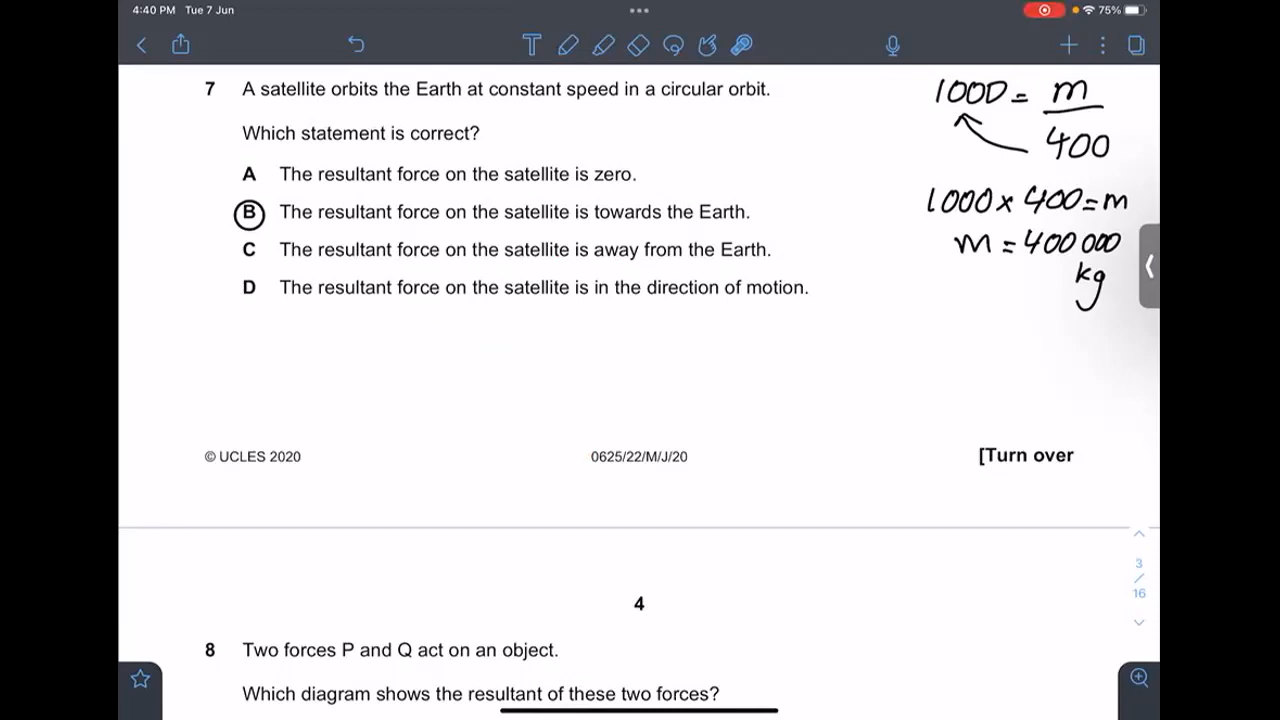 4:40 PM Tue 7 Jun
75%
7 A satellite orbits the Earth at constant speed in a circular orbit.
Which statement is correct?
A The resultant force on the satellite is zero.
B The resultant force on the satellite is towards the Earth.
C The resultant force on the satellite is away from the Earth.
D The resultant force on the satellite is in the direction of motion.
1000 = m
400
1000 x 400 = m
m = 400 000
kg
© UCLES 2020 0625/22/M/J/20 [Turn over
3
/
16
4
8 Two forces P and Q act on an object.
Which diagram shows the resultant of these two forces?